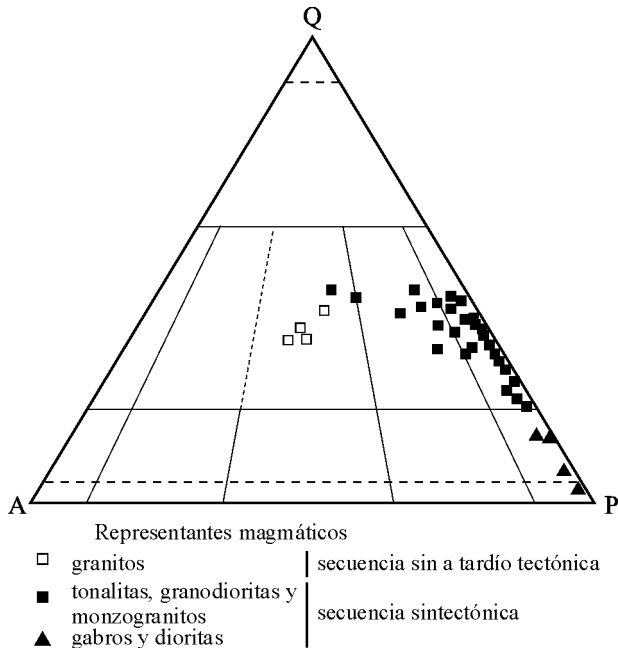 Q
A
P
Representantes magmáticos
granitos
secuencia sin a tardío tectónica
tonalitas, granodioritas y
monzogranitos
secuencia sintectónica
gabros y dioritas